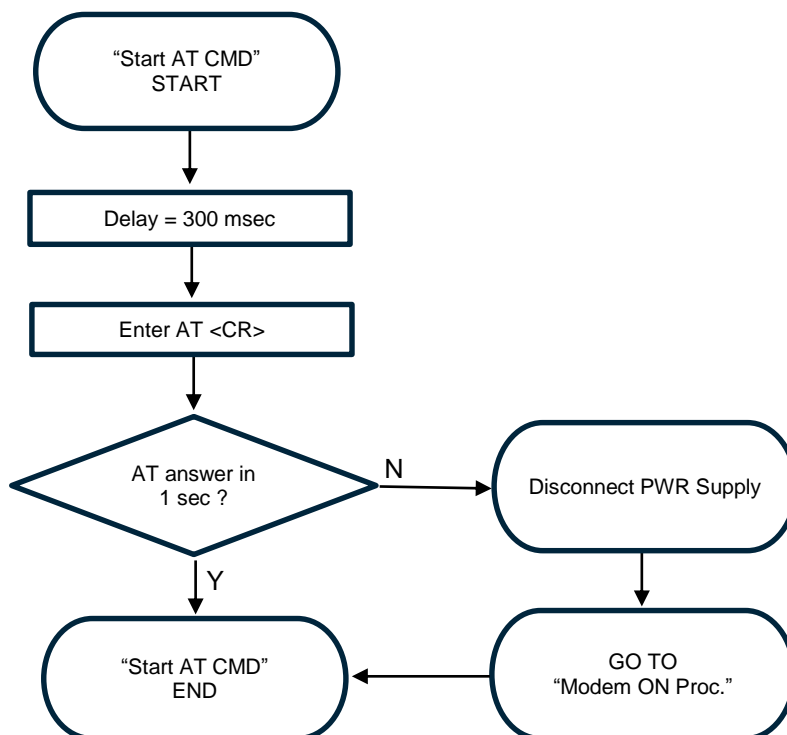 “Start AT CMD”
START
Delay = 300 msec
Enter AT <CR>
AT answer in
1 sec ?
N
Disconnect PWR Supply
Y
“Start AT CMD”
END
GO TO
“Modem ON Proc.”